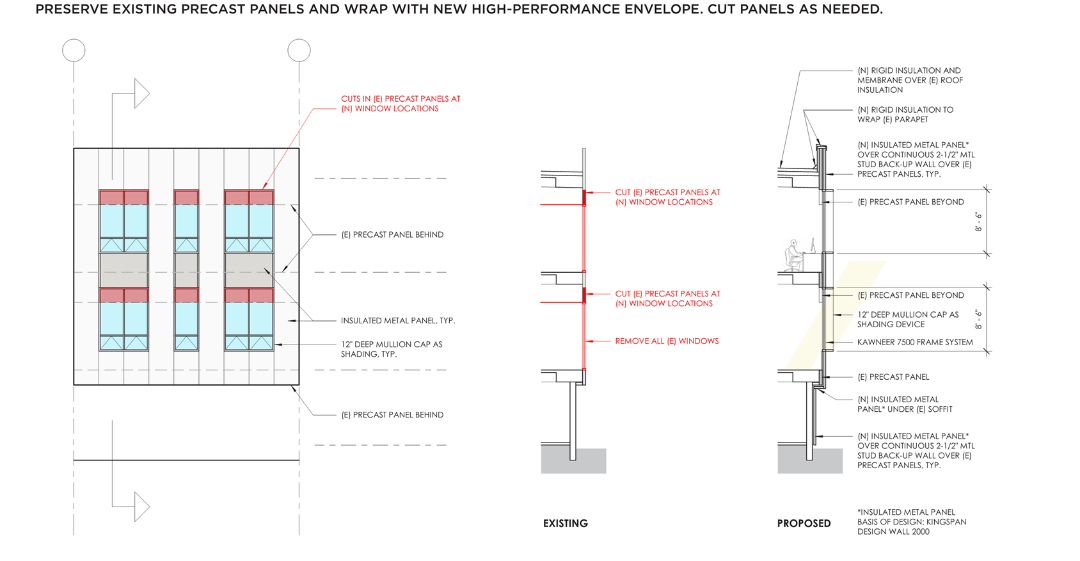 PRESERVE EXISTING PRECAST PANELS AND WRAP WITH NEW HIGH-PERFORMANCE ENVELOPE. CUT PANELS AS NEEDED.
CUTS IN (E) PRECAST PANELS AT
(N) WINDOW LOCATIONS
(E) PRECAST PANEL BEHIND
INSULATED METAL PANEL, TYP.
12" DEEP MULLION CAP AS
SHADING, TYP.
(E) PRECAST PANEL BEHIND
CUT (E) PRECAST PANELS AT
(N) WINDOW LOCATIONS
CUT (E) PRECAST PANELS AT
(N) WINDOW LOCATIONS
REMOVE ALL (E) WINDOWS
EXISTING
(N) RIGID INSULATION AND
MEMBRANE OVER (E) ROOF
INSULATION
(N) RIGID INSULATION TO
WRAP (E) PARAPET
(N) INSULATED METAL PANEL*
OVER CONTINUOUS 2-1/2" MTL
STUD BACK-UP WALL OVER (E)
PRECAST PANELS, TYP.
(E) PRECAST PANEL BEYOND
8' - 6"
(E) PRECAST PANEL BEYOND
12" DEEP MULLION CAP AS
SHADING DEVICE
8' - 6"
KAWNEER 7500 FRAME SYSTEM
(E) PRECAST PANEL
(N) INSULATED METAL
PANEL* UNDER (E) SOFFIT
(N) INSULATED METAL PANEL*
OVER CONTINUOUS 2-1/2" MTL
STUD BACK-UP WALL OVER (E)
PRECAST PANELS, TYP.
PROPOSED
*INSULATED METAL PANEL
BASIS OF DESIGN: KINGSPAN
DESIGN WALL 2000